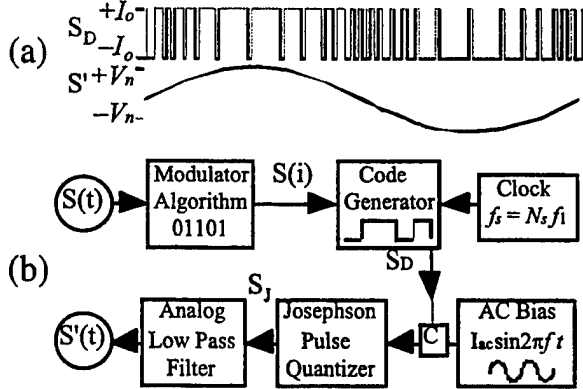 (a)
S_D
+I_o
-I_o
S'
+V_n
-V_n
(b)
S(t)
Modulator
Algorithm
01101
S(i)
Code
Generator
Clock
f_s = N_s f_1
S_D
S'(t)
Analog
Low Pass
Filter
S_J
Josephson
Pulse
Quantizer
C
AC Bias
I_ac sin2πf t